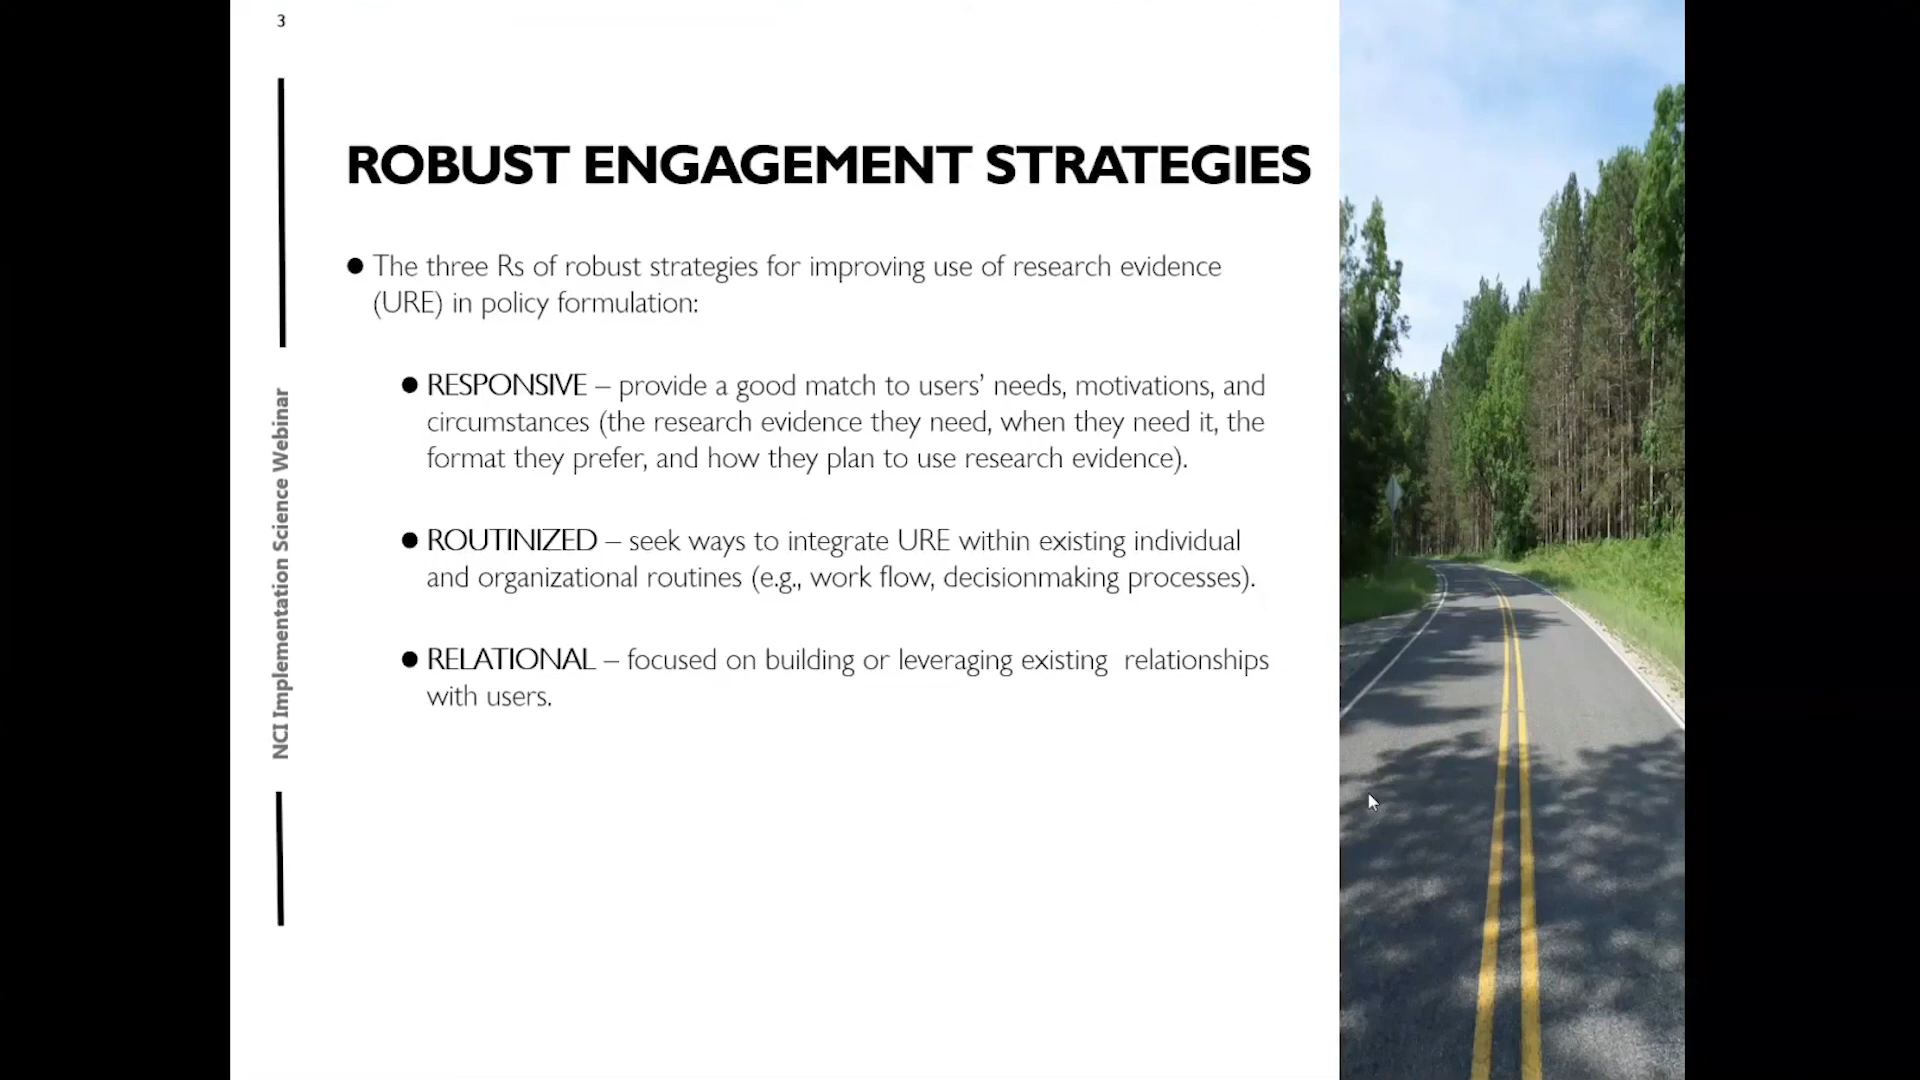 3
ROBUST ENGAGEMENT STRATEGIES
● The three Rs of robust strategies for improving use of research evidence
(URE) in policy formulation:
● RESPONSIVE – provide a good match to users’ needs, motivations, and
circumstances (the research evidence they need, when they need it, the
format they prefer, and how they plan to use research evidence).
● ROUTINIZED – seek ways to integrate URE within existing individual
and organizational routines (e.g., work flow, decisionmaking processes).
● RELATIONAL – focused on building or leveraging existing relationships
with users.
NCI Implementation Science Webinar